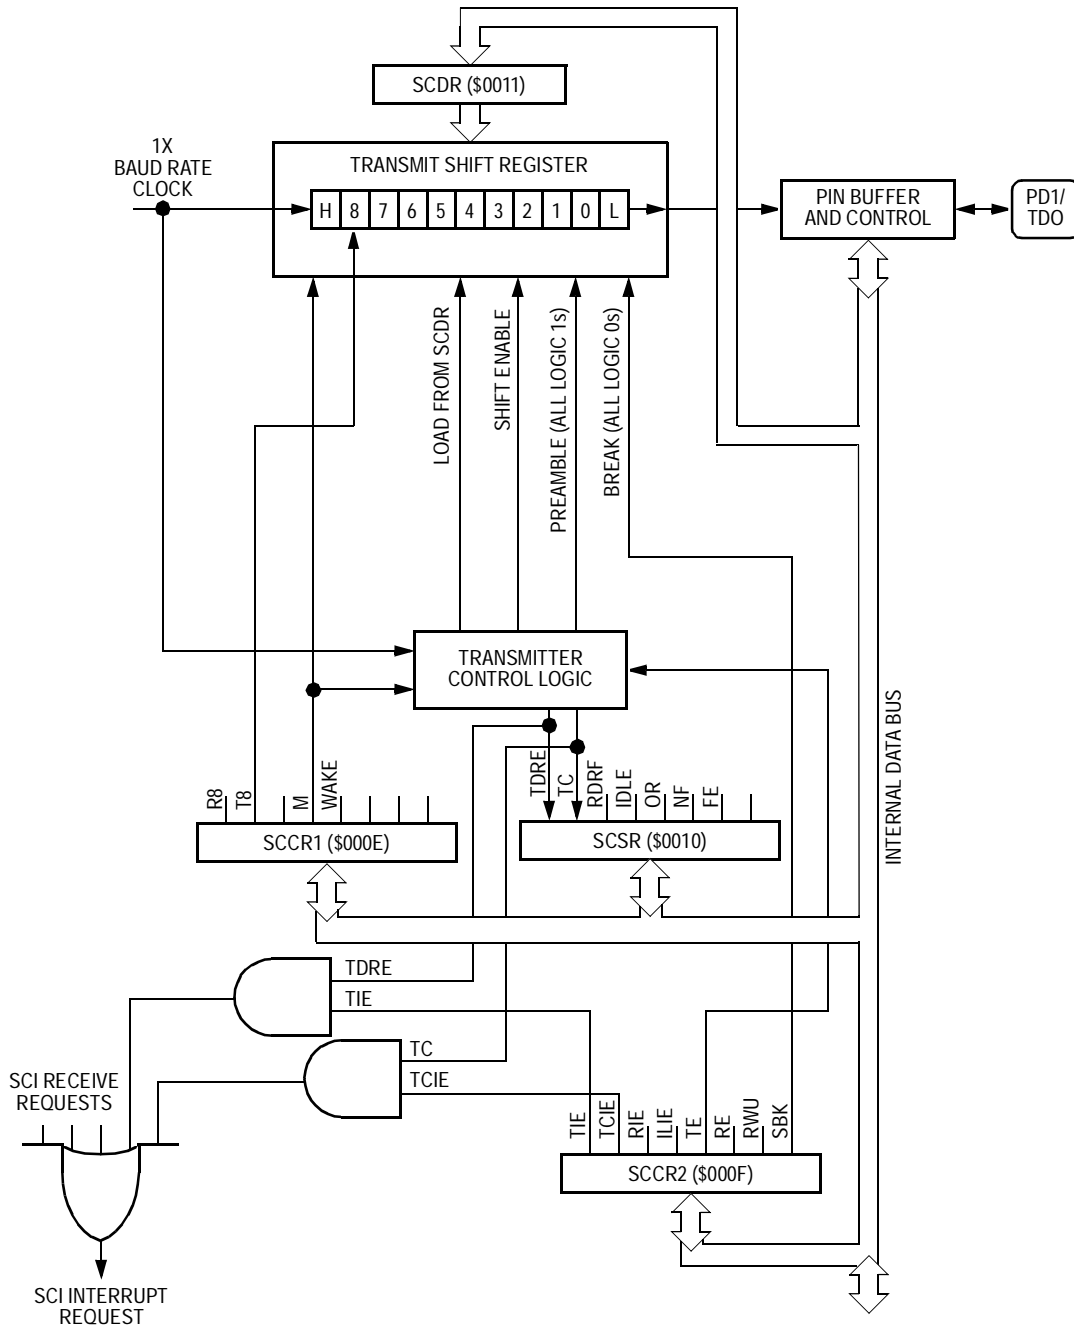 SCDR ($0011)
1X
BAUD RATE
CLOCK
TRANSMIT SHIFT REGISTER
H 8 7 6 5 4 3 2 1 0 L
PIN BUFFER
AND CONTROL
PD1/
TDO
LOAD FROM SCDR
SHIFT ENABLE
PREAMBLE (ALL LOGIC 1s)
BREAK (ALL LOGIC 0s)
TRANSMITTER
CONTROL LOGIC
INTERNAL DATA BUS
R8
T8
M
WAKE
SCCR1 ($000E)
TDRE
TC
RDRF
IDLE
OR
NF
FE
SCSR ($0010)
TDRE
TIE
TC
TCIE
SCI RECEIVE
REQUESTS
TIE
TCIE
RIE
ILIE
TE
RE
RWU
SBK
SCCR2 ($000F)
SCI INTERRUPT
REQUEST